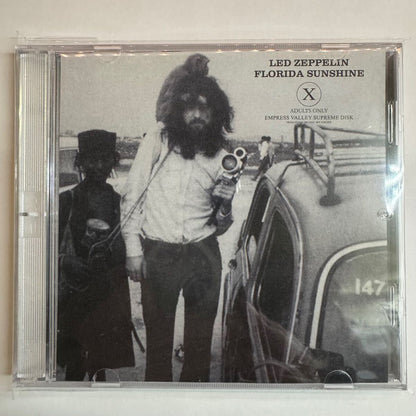 LED ZEPPELIN
FLORIDA SUNSHINE
X
ADULTS ONLY
EMPRESS VALLEY SUPREME DISK
147